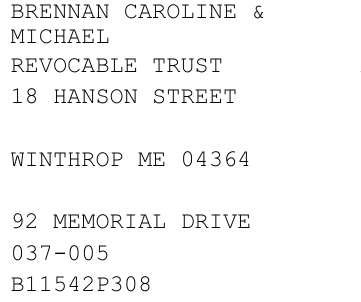 BRENNAN CAROLINE &
MICHAEL
REVOCABLE TRUST
18 HANSON STREET
WINTHROP ME 04364
92 MEMORIAL DRIVE
037-005
B11542P308